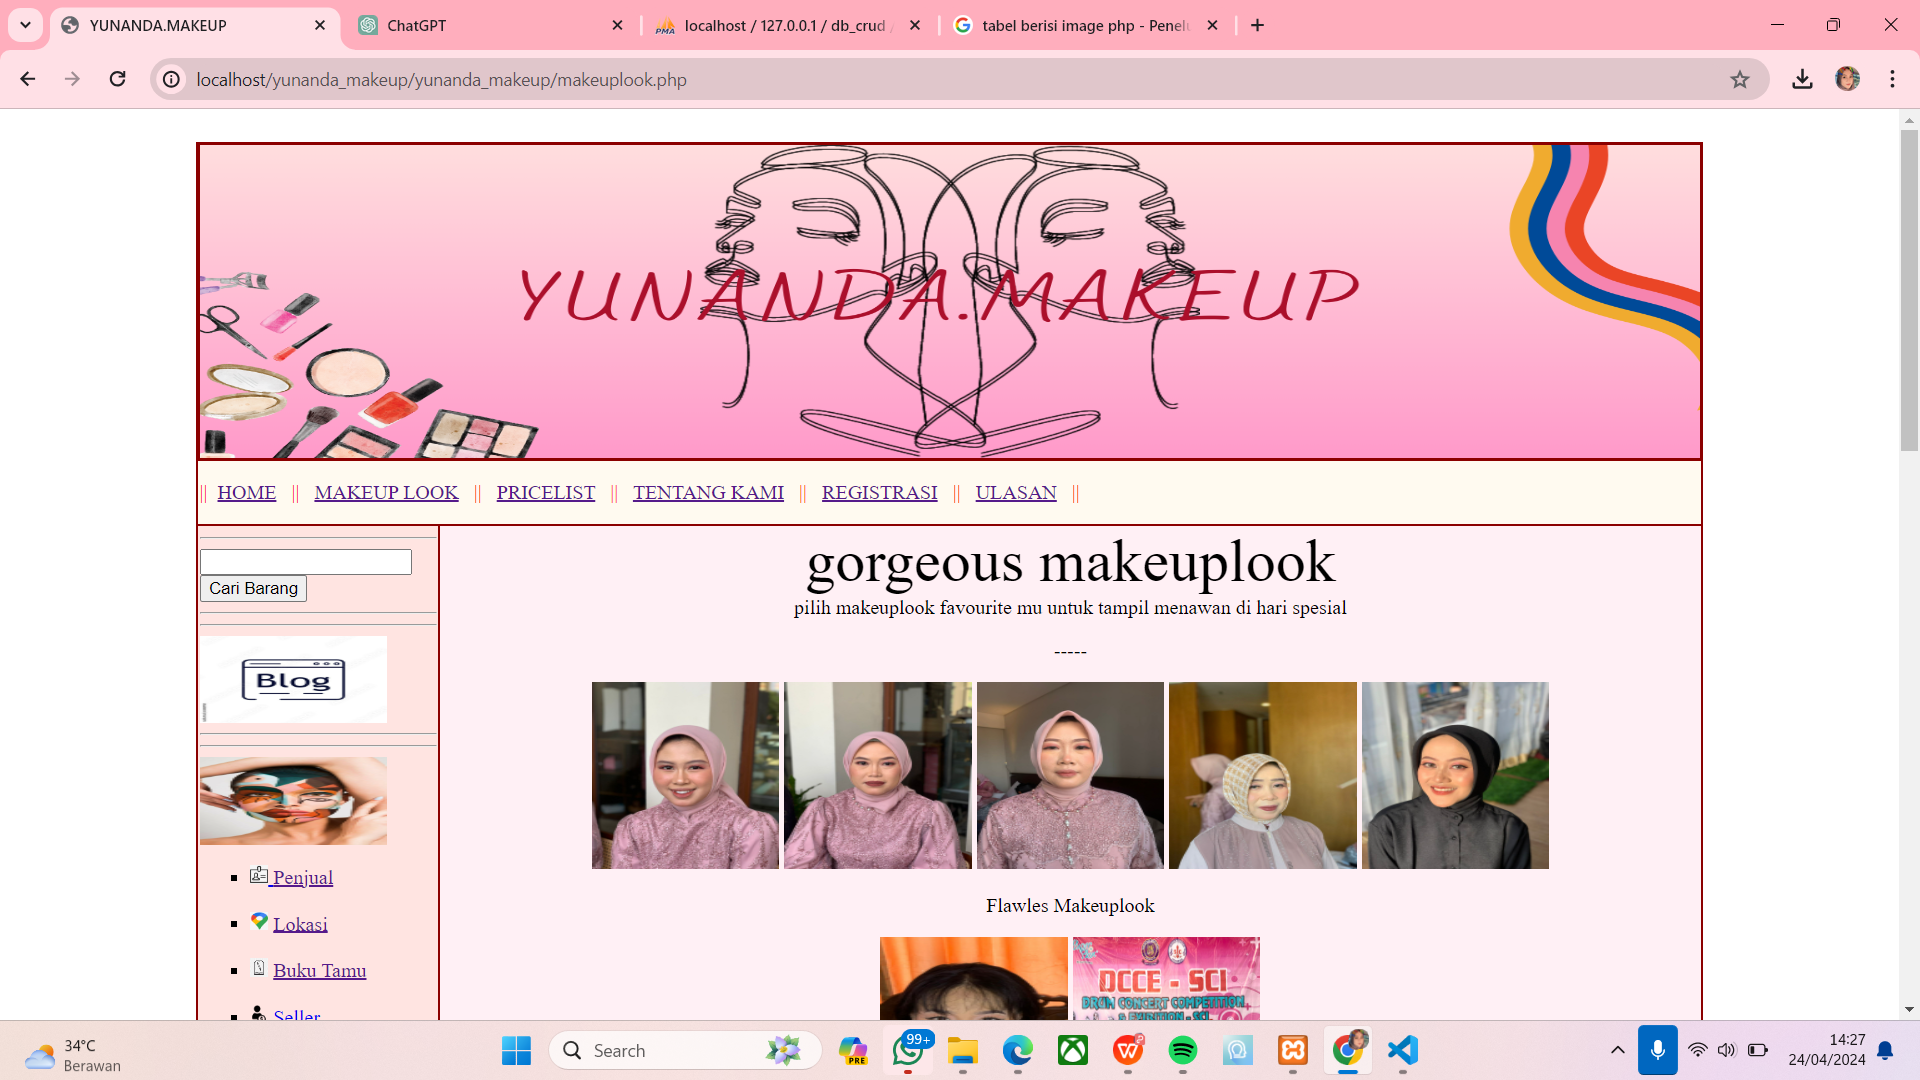 YUNANDA.MAKEUP
ChatGPT
localhost / 127.0.0.1 / db_crud
tabel berisi image php - Penel
localhost/yunanda_makeup/yunanda_makeup/makeuplook.php
YUNANDA.MAKEUP
|| HOME || MAKEUP LOOK || PRICELIST || TENTANG KAMI || REGISTRASI || ULASAN ||
Cari Barang
Blog
Penjual
Lokasi
Buku Tamu
Seller
gorgeous makeuplook
pilih makeuplook favourite mu untuk tampil menawan di hari spesial
-----
Flawles Makeuplook
DCCE - SCI
DRUM CONCERT COMPETITION
34°C
Berawan
Search
PRE
99+
14:27
24/04/2024